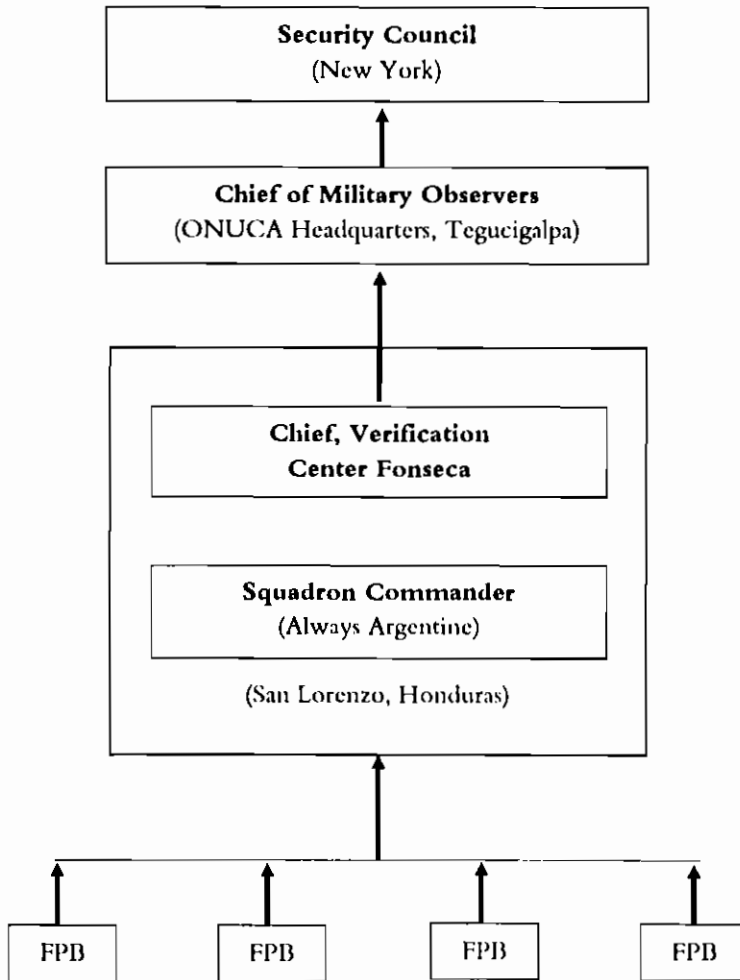 Security Council
(New York)
Chief of Military Observers
(ONUCA Headquarters, Tegucigalpa)
Chief, Verification
Center Fonseca
Squadron Commander
(Always Argentine)
(San Lorenzo, Honduras)
FPB FPB FPB FPB